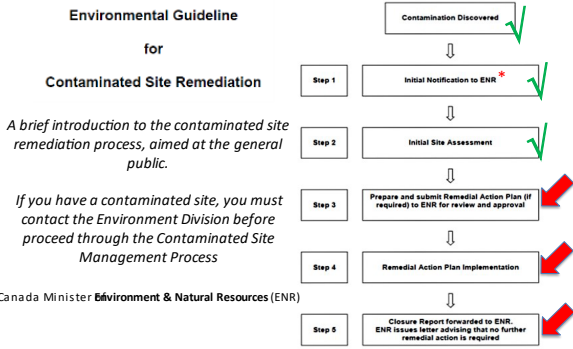 Environmental Guideline
for
Contaminated Site Remediation
A brief introduction to the contaminated site
remediation process, aimed at the general
public.
If you have a contaminated site, you must
contact the Environment Division before
proceed through the Contaminated Site
Management Process
Canada Minister Environment & Natural Resources (ENR)
Contamination Discovered
Step 1
Initial Notification to ENR *
Step 2
Initial Site Assessment
Step 3
Prepare and submit Remedial Action Plan (if
required) to ENR for review and approval
Step 4
Remedial Action Plan Implementation
Step 5
Closure Report forwarded to ENR.
ENR issues letter advising that no further
remedial action is required